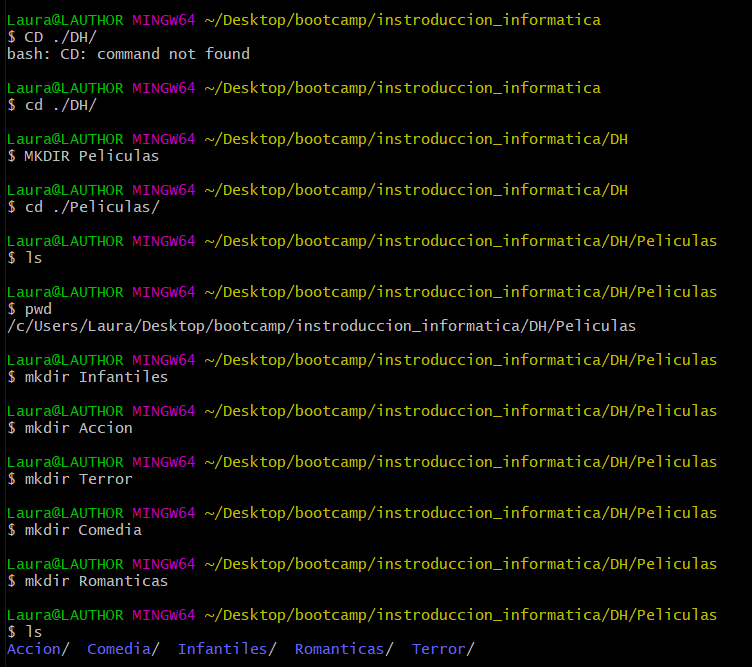 Laura@LAUTHOR MINGW64 ~/Desktop/bootcamp/instroduccion_informatica
$ CD ./DH/
bash: CD: command not found
Laura@LAUTHOR MINGW64 ~/Desktop/bootcamp/instroduccion_informatica
$ cd ./DH/
Laura@LAUTHOR MINGW64 ~/Desktop/bootcamp/instroduccion_informatica/DH
$ MKDIR Peliculas
Laura@LAUTHOR MINGW64 ~/Desktop/bootcamp/instroduccion_informatica/DH
$ cd ./Peliculas/
Laura@LAUTHOR MINGW64 ~/Desktop/bootcamp/instroduccion_informatica/DH/Peliculas
$ ls
Laura@LAUTHOR MINGW64 ~/Desktop/bootcamp/instroduccion_informatica/DH/Peliculas
$ pwd
/c/Users/Laura/Desktop/bootcamp/instroduccion_informatica/DH/Peliculas
Laura@LAUTHOR MINGW64 ~/Desktop/bootcamp/instroduccion_informatica/DH/Peliculas
$ mkdir Infantiles
Laura@LAUTHOR MINGW64 ~/Desktop/bootcamp/instroduccion_informatica/DH/Peliculas
$ mkdir Accion
Laura@LAUTHOR MINGW64 ~/Desktop/bootcamp/instroduccion_informatica/DH/Peliculas
$ mkdir Terror
Laura@LAUTHOR MINGW64 ~/Desktop/bootcamp/instroduccion_informatica/DH/Peliculas
$ mkdir Comedia
Laura@LAUTHOR MINGW64 ~/Desktop/bootcamp/instroduccion_informatica/DH/Peliculas
$ mkdir Romanticas
Laura@LAUTHOR MINGW64 ~/Desktop/bootcamp/instroduccion_informatica/DH/Peliculas
$ ls
Accion/  Comedia/  Infantiles/  Romanticas/  Terror/